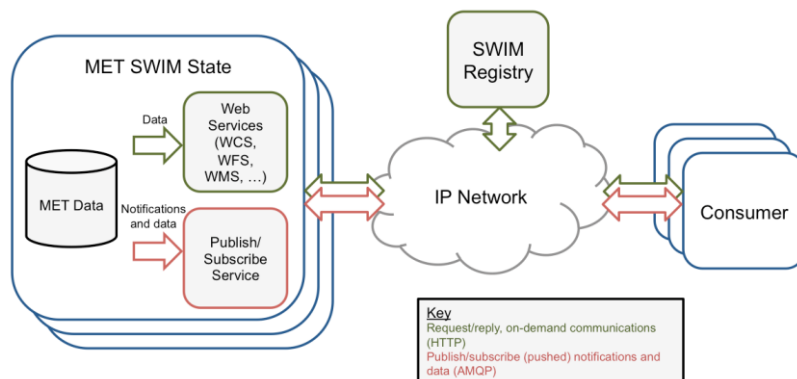 MET SWIM State
Data
Web
Services
(WCS,
WFS,
WMS, ...)
MET Data
Notifications
and data
Publish/
Subscribe
Service
SWIM
Registry
IP Network
Consumer
Key
Request/reply, on-demand communications
(HTTP)
Publish/subscribe (pushed) notifications and
data (AMQP)